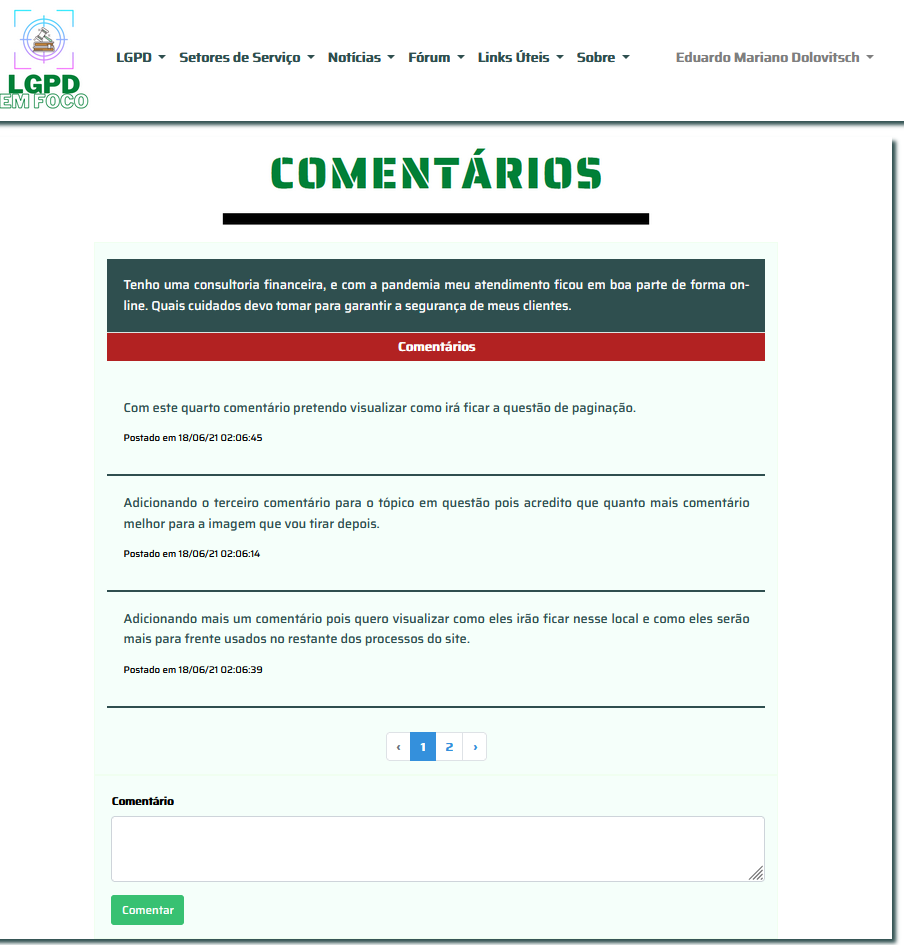 LGPD
EM FOCO
LGPD Setores de Serviço Notícias Fórum Links Úteis Sobre Eduardo Mariano Dolovitsch
COMENTÁRIOS
Tenho uma consultoria financeira, e com a pandemia meu atendimento ficou em boa parte de forma on-
line. Quais cuidados devo tomar para garantir a segurança de meus clientes.
Comentários
Com este quarto comentário pretendo visualizar como irá ficar a questão de paginação.
Postado em 18/06/21 02:06:45
Adicionando o terceiro comentário para o tópico em questão pois acredito que quanto mais comentário
melhor para a imagem que vou tirar depois.
Postado em 18/06/21 02:06:14
Adicionando mais um comentário pois quero visualizar como eles irão ficar nesse local e como eles serão
mais para frente usados no restante dos processos do site.
Postado em 18/06/21 02:06:39
‹ 1 2 ›
Comentário
Comentar